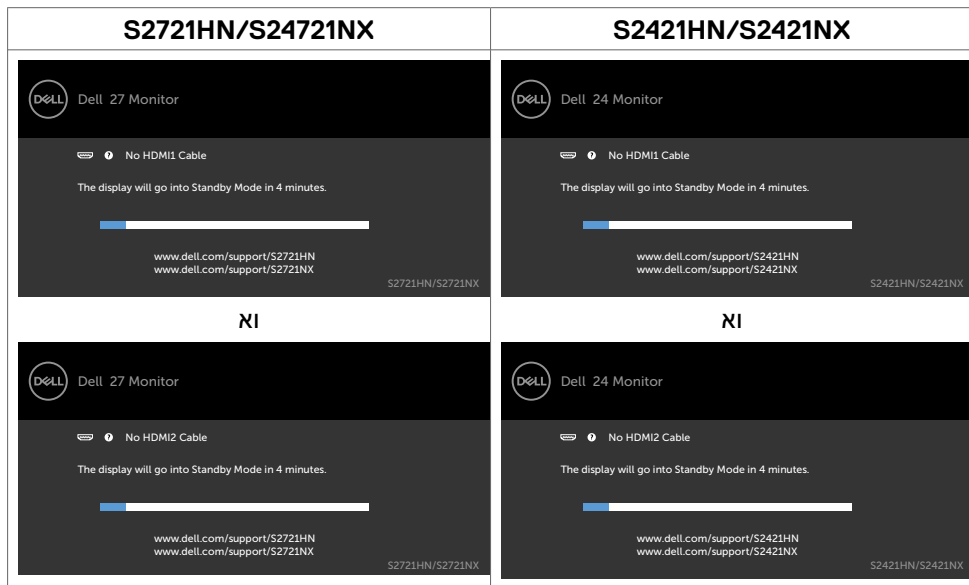 S2721HN/S24721NX
Dell 27 Monitor
DELL
No HDMI1 Cable
The display will go into Standby Mode in 4 minutes.
www.dell.com/support/S2721HN
www.dell.com/support/S2721NX
S2721HN/S2721NX
או
DELL
Dell 27 Monitor
No HDMI2 Cable
The display will go into Standby Mode in 4 minutes.
www.dell.com/support/S2721HN
www.dell.com/support/S2721NX
S2721HN/S2721NX
S2421HN/S2421NX
DELL
Dell 24 Monitor
No HDMI1 Cable
The display will go into Standby Mode in 4 minutes.
www.dell.com/support/S2421HN
www.dell.com/support/S2421NX
S2421HN/S2421NX
או
DELL
Dell 24 Monitor
No HDMI2 Cable
The display will go into Standby Mode in 4 minutes.
www.dell.com/support/S2421HN
www.dell.com/support/S2421NX
S2421HN/S2421NX